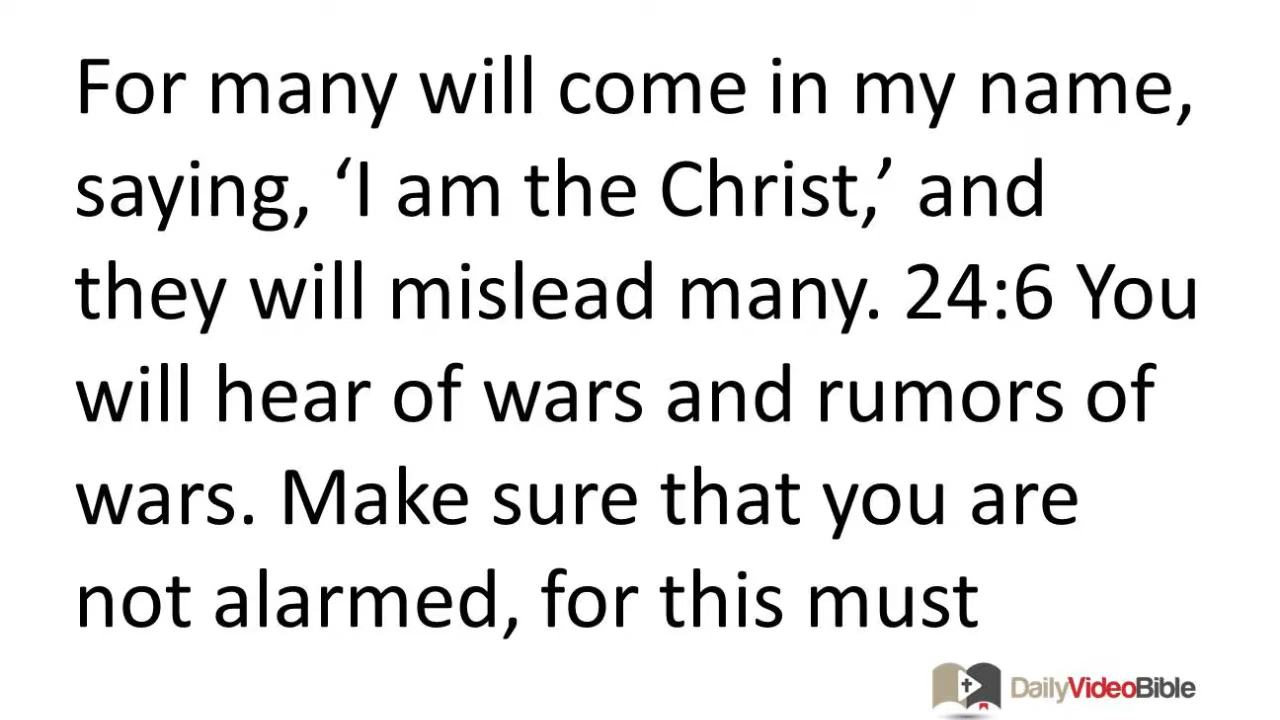 For many will come in my name,
saying, ‘I am the Christ,’ and
they will mislead many. 24:6 You
will hear of wars and rumors of
wars. Make sure that you are
not alarmed, for this must
DailyVideoBible